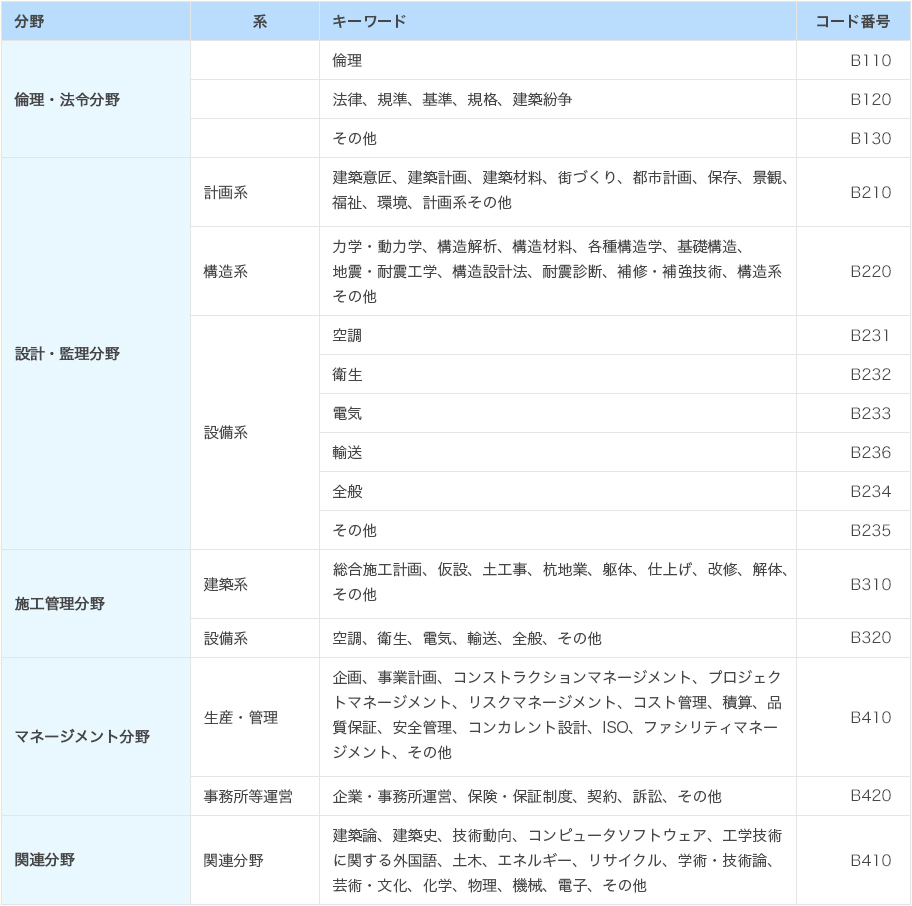 分野 系 キーワード コード番号
倫理・法令分野 倫理 B110
法律、規準、基準、規格、建築紛争 B120
その他 B130
設計・監理分野 計画系 建築意匠、建築計画、建築材料、街づくり、都市計画、保存、景観、
福祉、環境、計画系その他 B210
構造系 力学・動力学、構造解析、構造材料、各種構造学、基礎構造、
地震・耐震工学、構造設計法、耐震診断、補修・補強技術、構造系
その他 B220
設備系 空調 B231
衛生 B232
電気 B233
輸送 B236
全般 B234
その他 B235
施工管理分野 建築系 総合施工計画、仮設、土工事、杭地業、躯体、仕上げ、改修、解体、
その他 B310
設備系 空調、衛生、電気、輸送、全般、その他 B320
マネージメント分野 生産・管理 企画、事業計画、コンストラクションマネージメント、プロジェク
トマネージメント、リスクマネージメント、コスト管理、積算、品
質保証、安全管理、コンカレント設計、ISO、ファシリティマネー
ジメント、その他 B410
事務所等運営 企業・事務所運営、保険・保証制度、契約、訴訟、その他 B420
関連分野 関連分野 建築論、建築史、技術動向、コンピュータソフトウェア、工学技術
に関する外国語、土木、エネルギー、リサイクル、学術・技術論、
芸術・文化、化学、物理、機械、電子、その他 B410